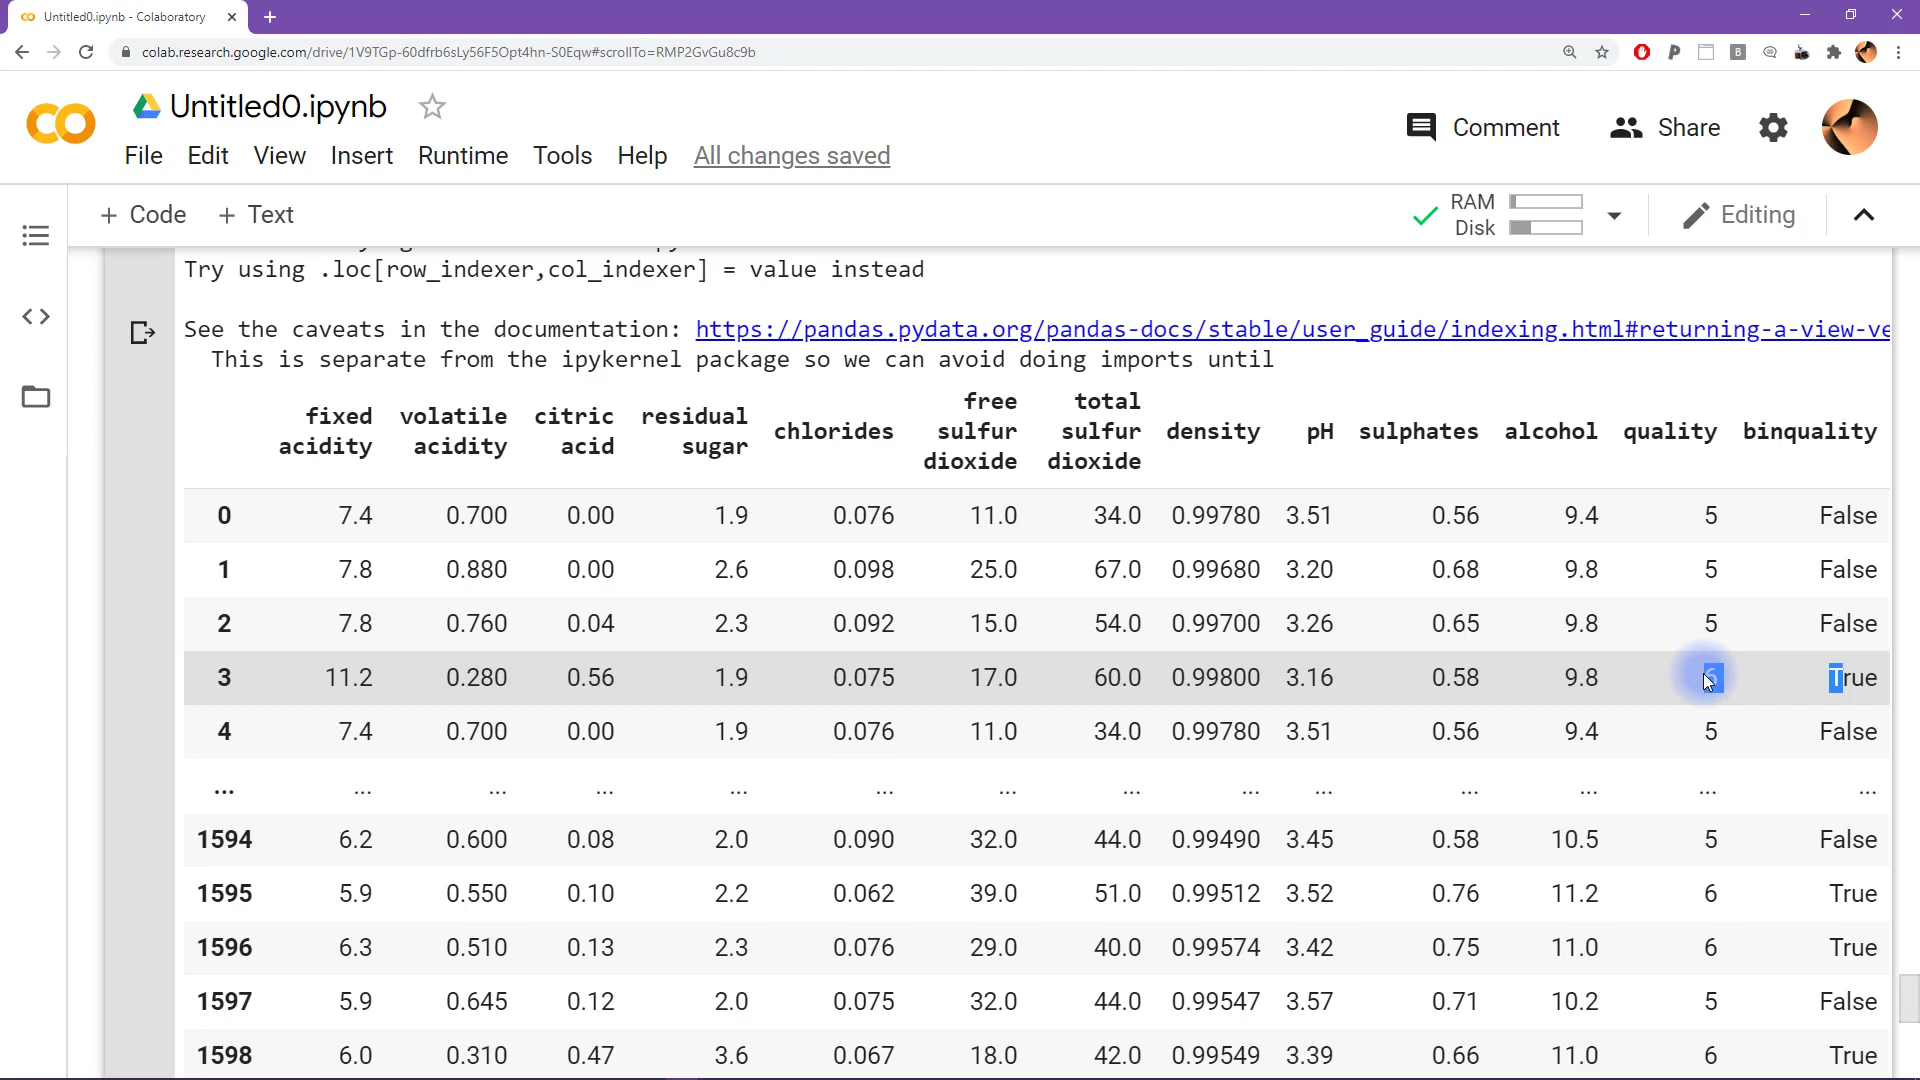 Untitled0.ipynb - Colaboratory
colab.research.google.com/drive/1V9TGp-60dfrb6sLy56F5Opt4hn-S0Eqw#scrollTo=RMP2GvGu8c9b
Untitled0.ipynb
Comment Share
File Edit View Insert Runtime Tools Help All changes saved
+ Code + Text RAM Disk Editing
Try using .loc[row_indexer,col_indexer] = value instead
See the caveats in the documentation: https://pandas.pydata.org/pandas-docs/stable/user_guide/indexing.html#returning-a-view-ve
This is separate from the ipykernel package so we can avoid doing imports until
fixed acidity volatile acidity citric acid residual sugar chlorides free sulfur dioxide total sulfur dioxide density pH sulphates alcohol quality binquality
0 7.4 0.700 0.00 1.9 0.076 11.0 34.0 0.99780 3.51 0.56 9.4 5 False
1 7.8 0.880 0.00 2.6 0.098 25.0 67.0 0.99680 3.20 0.68 9.8 5 False
2 7.8 0.760 0.04 2.3 0.092 15.0 54.0 0.99700 3.26 0.65 9.8 5 False
3 11.2 0.280 0.56 1.9 0.075 17.0 60.0 0.99800 3.16 0.58 9.8 6 True
4 7.4 0.700 0.00 1.9 0.076 11.0 34.0 0.99780 3.51 0.56 9.4 5 False
... ... ... ... ... ... ... ... ... ... ... ... ... ...
1594 6.2 0.600 0.08 2.0 0.090 32.0 44.0 0.99490 3.45 0.58 10.5 5 False
1595 5.9 0.550 0.10 2.2 0.062 39.0 51.0 0.99512 3.52 0.76 11.2 6 True
1596 6.3 0.510 0.13 2.3 0.076 29.0 40.0 0.99574 3.42 0.75 11.0 6 True
1597 5.9 0.645 0.12 2.0 0.075 32.0 44.0 0.99547 3.57 0.71 10.2 5 False
1598 6.0 0.310 0.47 3.6 0.067 18.0 42.0 0.99549 3.39 0.66 11.0 6 True